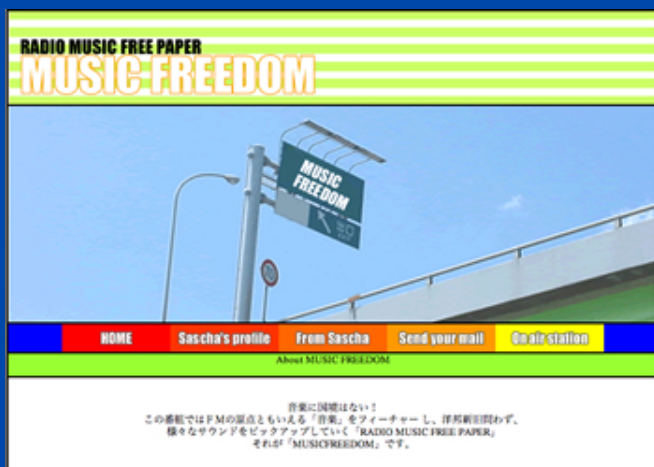 RADIO MUSIC FREE PAPER
MUSIC FREEDOM
MUSIC
FREEDOM
HOME
Sascha's profile
From Sascha
Send your mail
On air station
About MUSIC FREEDOM
音楽に国境はない！
この番組ではＦＭの原点ともいえる「音楽」をフィーチャーし、洋邦新旧問わず、
様々なサウンドをピックアップしていく「RADIO MUSIC FREE PAPER」
それが「MUSICFREEDOM」です。